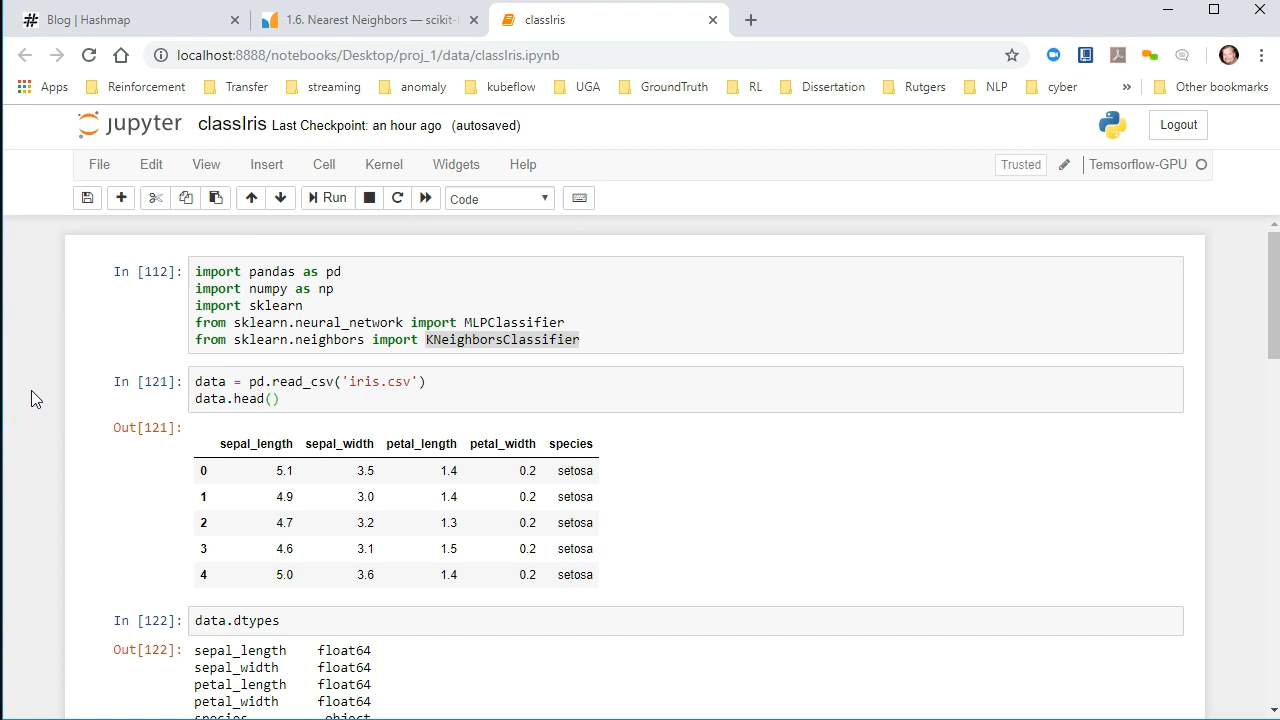 Blog | Hashmap
1.6. Nearest Neighbors — scikit-l
classIris
localhost:8888/notebooks/Desktop/proj_1/data/classIris.ipynb
Apps Reinforcement Transfer streaming anomaly kubeflow UGA GroundTruth RL Dissertation Rutgers NLP cyber » Other bookmarks
jupyter classIris Last Checkpoint: an hour ago (autosaved) Logout
File Edit View Insert Cell Kernel Widgets Help Trusted Temsorflow-GPU
Run Code
In [112]: import pandas as pd
import numpy as np
import sklearn
from sklearn.neural_network import MLPClassifier
from sklearn.neighbors import KNeighborsClassifier
In [121]: data = pd.read_csv('iris.csv')
data.head()
Out[121]:
sepal_length sepal_width petal_length petal_width species
0 5.1 3.5 1.4 0.2 setosa
1 4.9 3.0 1.4 0.2 setosa
2 4.7 3.2 1.3 0.2 setosa
3 4.6 3.1 1.5 0.2 setosa
4 5.0 3.6 1.4 0.2 setosa
In [122]: data.dtypes
Out[122]: sepal_length float64
sepal_width float64
petal_length float64
petal_width float64
species object